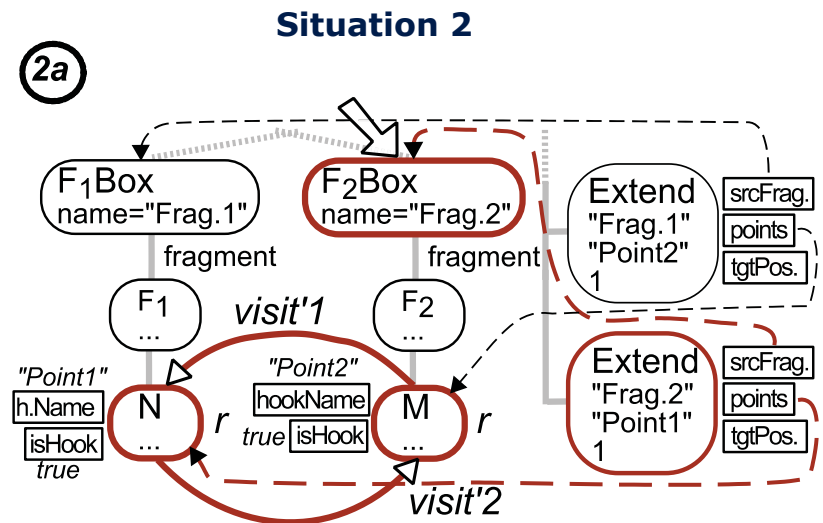 Situation 2
2a
F₁Box
name="Frag.1"
F₂Box
name="Frag.2"
Extend
"Frag.1"
"Point2"
1
srcFrag.
points
tgtPos.
fragment
fragment
F₁
...
F₂
...
visit'1
"Point1"
h.Name
isHook
true
N
...
r
"Point2"
hookName
true isHook
M
...
r
Extend
"Frag.2"
"Point1"
1
srcFrag.
points
tgtPos.
visit'2